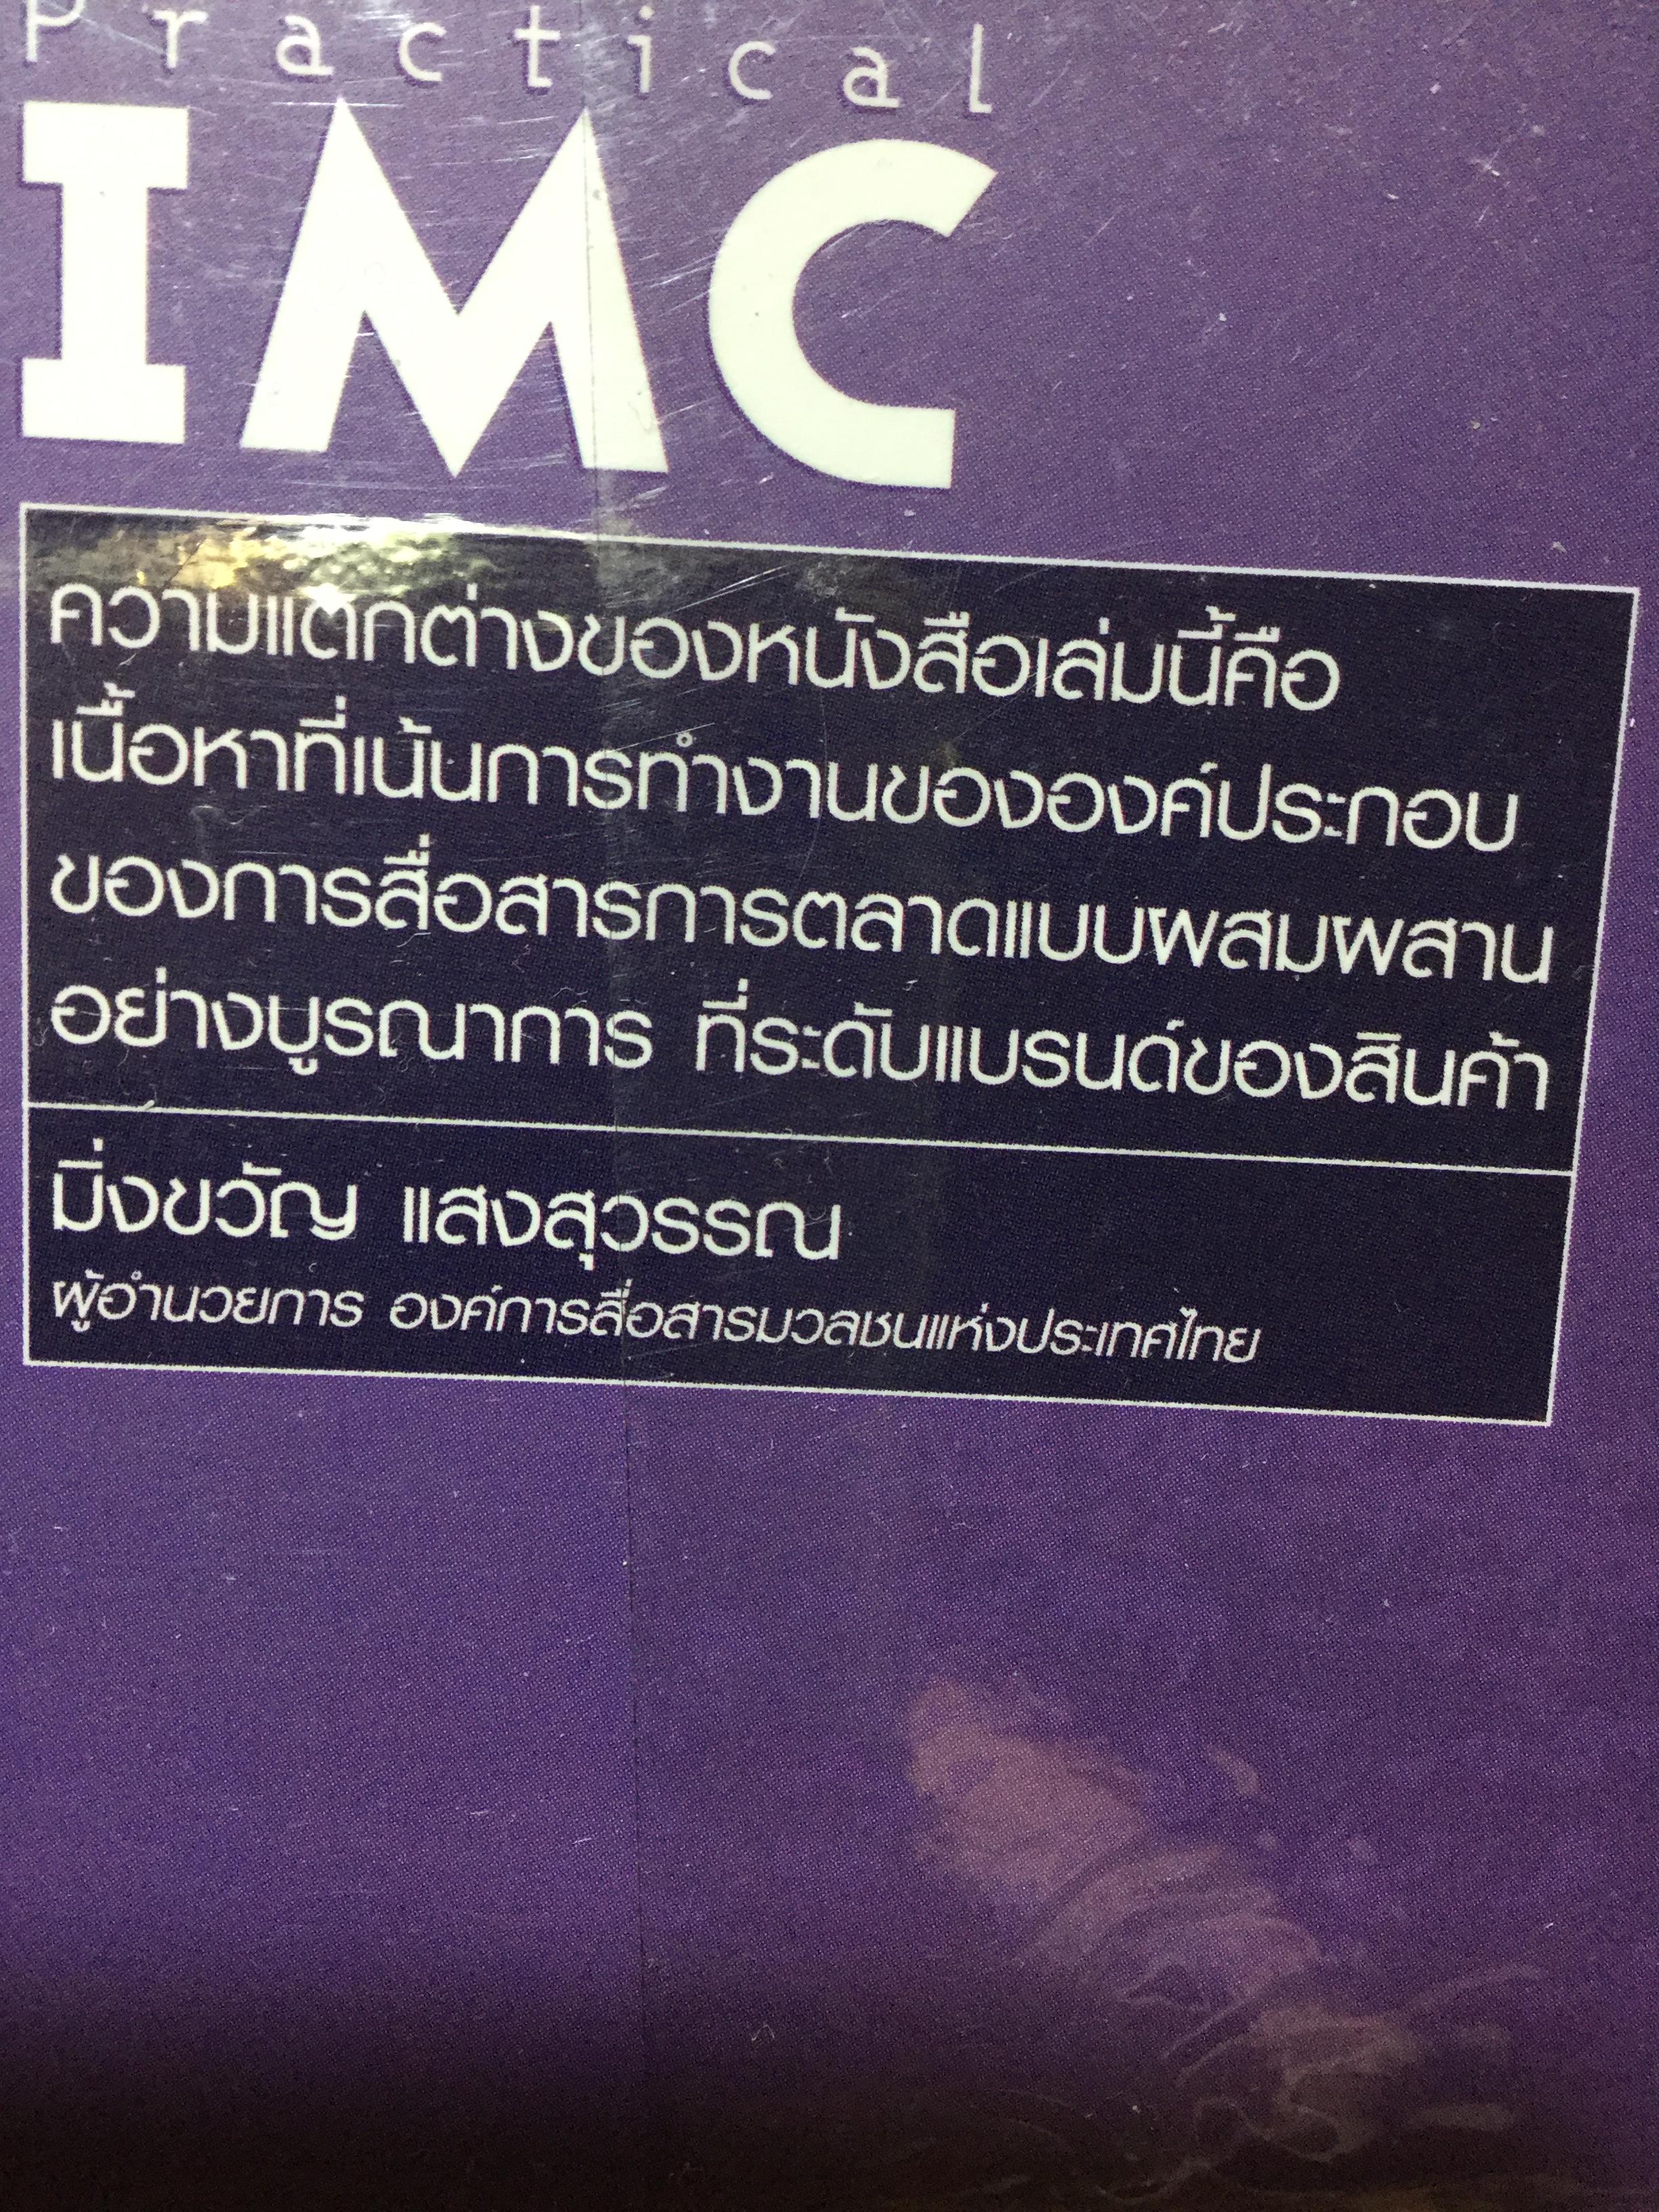 Practical
IMC
ความแตกต่างของหนังสือเล่มนี้คือ
เนื้อหาที่เน้นการทำงานขององค์ประกอบ
ของการสื่อสารการตลาดแบบผสมผสาน
อย่างบูรณาการ ที่ระดับแบรนด์ของสินค้า
มิ่งขวัญ แสงสุวรรณ
ผู้อำนวยการ องค์การสื่อสารมวลชนแห่งประเทศไทย